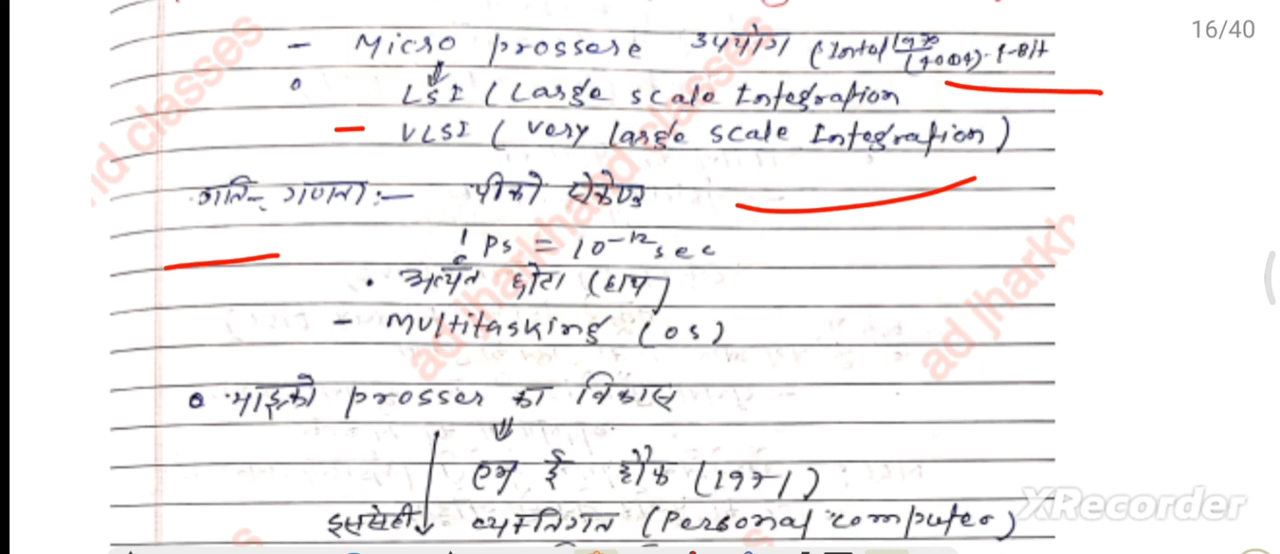 16/40
- Micro prossere उपयोग (Intel 1970 (4004). 4-Bit
LSI (Large scale Integration
- VLSI ( very large scale Integration)
गति- गणना :- पीको सेकेण्ड
1 Ps = 10⁻¹² sec
• अत्यंत छोटा
- Multitasking (OS)
माइक्रो prosser का विकास
एम ई हौफ (1971)
इससे ही व्यक्तिगत (Personal computer)
XRecorder